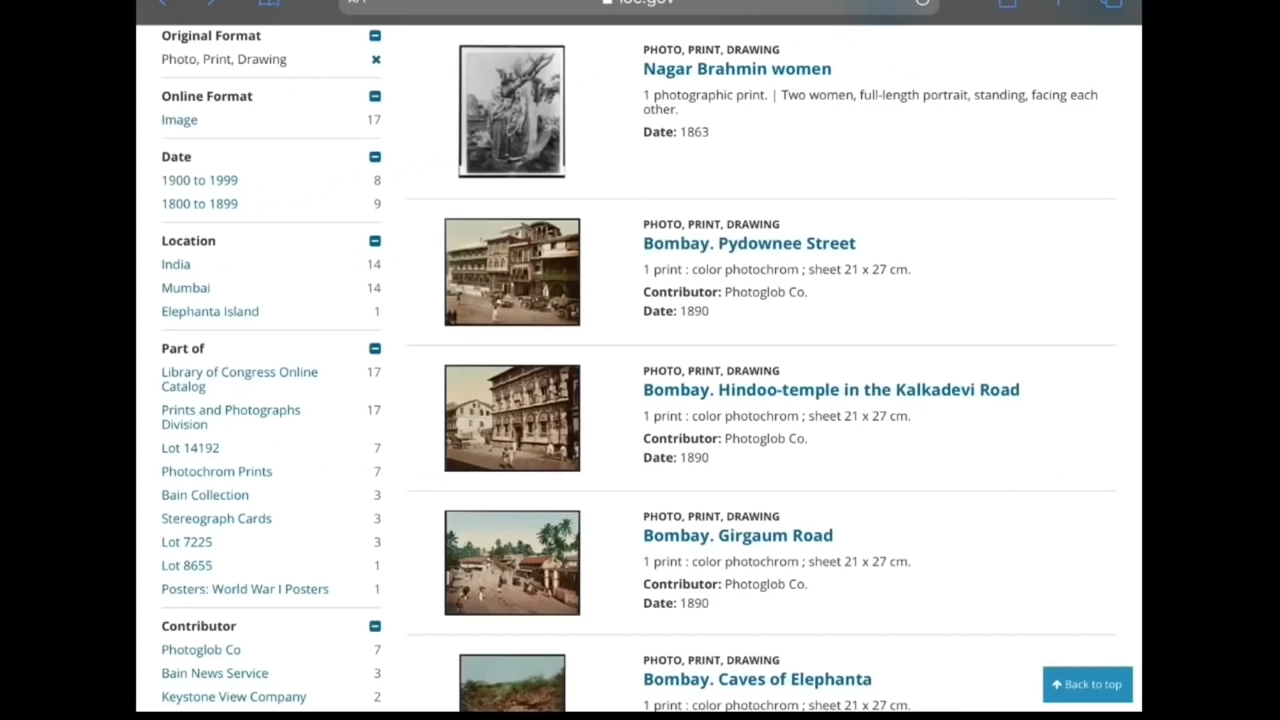 Original Format
Photo, Print, Drawing
Online Format
Image 17
Date
1900 to 1999 8
1800 to 1899 9
Location
India 14
Mumbai 14
Elephanta Island 1
Part of
Library of Congress Online 17
Catalog
Prints and Photographs 17
Division
Lot 14192 7
Photochrom Prints 7
Bain Collection 3
Stereograph Cards 3
Lot 7225 3
Lot 8655 1
Posters: World War I Posters 1
Contributor
Photoglob Co 7
Bain News Service 3
Keystone View Company 2
PHOTO, PRINT, DRAWING
Nagar Brahmin women
1 photographic print. | Two women, full-length portrait, standing, facing each
other.
Date: 1863
PHOTO, PRINT, DRAWING
Bombay. Pydownee Street
1 print : color photochrom ; sheet 21 x 27 cm.
Contributor: Photoglob Co.
Date: 1890
PHOTO, PRINT, DRAWING
Bombay. Hindoo-temple in the Kalkadevi Road
1 print : color photochrom ; sheet 21 x 27 cm.
Contributor: Photoglob Co.
Date: 1890
PHOTO, PRINT, DRAWING
Bombay. Girgaum Road
1 print : color photochrom ; sheet 21 x 27 cm.
Contributor: Photoglob Co.
Date: 1890
PHOTO, PRINT, DRAWING
Bombay. Caves of Elephanta
1 print : color photochrom ; sheet 21 x 27 cm.
Back to top